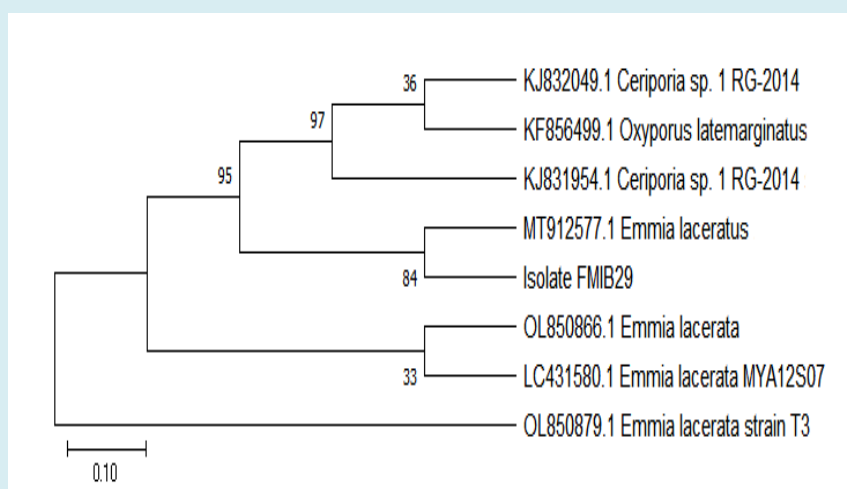 36
KJ832049.1 Ceriporia sp. 1 RG-2014
97
KF856499.1 Oxyporus latemarginatus
95
KJ831954.1 Ceriporia sp. 1 RG-2014
MT912577.1 Emmia laceratus
84
Isolate FMIB29
OL850866.1 Emmia lacerata
33
LC431580.1 Emmia lacerata MYA12S07
OL850879.1 Emmia lacerata strain T3
0.10